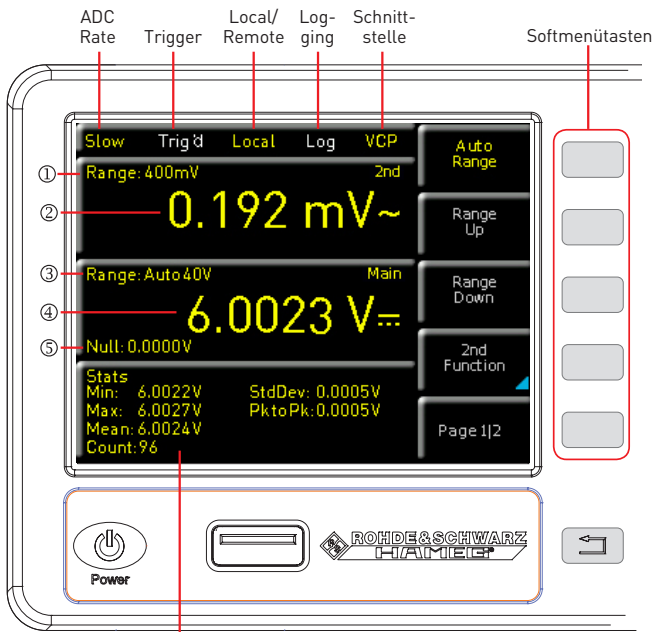 ADC
Rate
Trigger
Local/
Remote
Log-
ging
Schnitt-
stelle
Softmenütasten
Slow Trig'd Local Log VCP
Auto
Range
① Range: 400mV 2nd
② 0.192 mV~
Range
Up
③ Range: Auto40V Main
Range
Down
④ 6.0023 V⎓
⑤ Null: 0.0000V
2nd
Function
Stats
Min: 6.0022V StdDev: 0.0005V
Max: 6.0027V PktoPk: 0.0005V
Mean: 6.0024V
Count: 96
Page 1|2
ROHDE&SCHWARZ
HAMEG®
Power